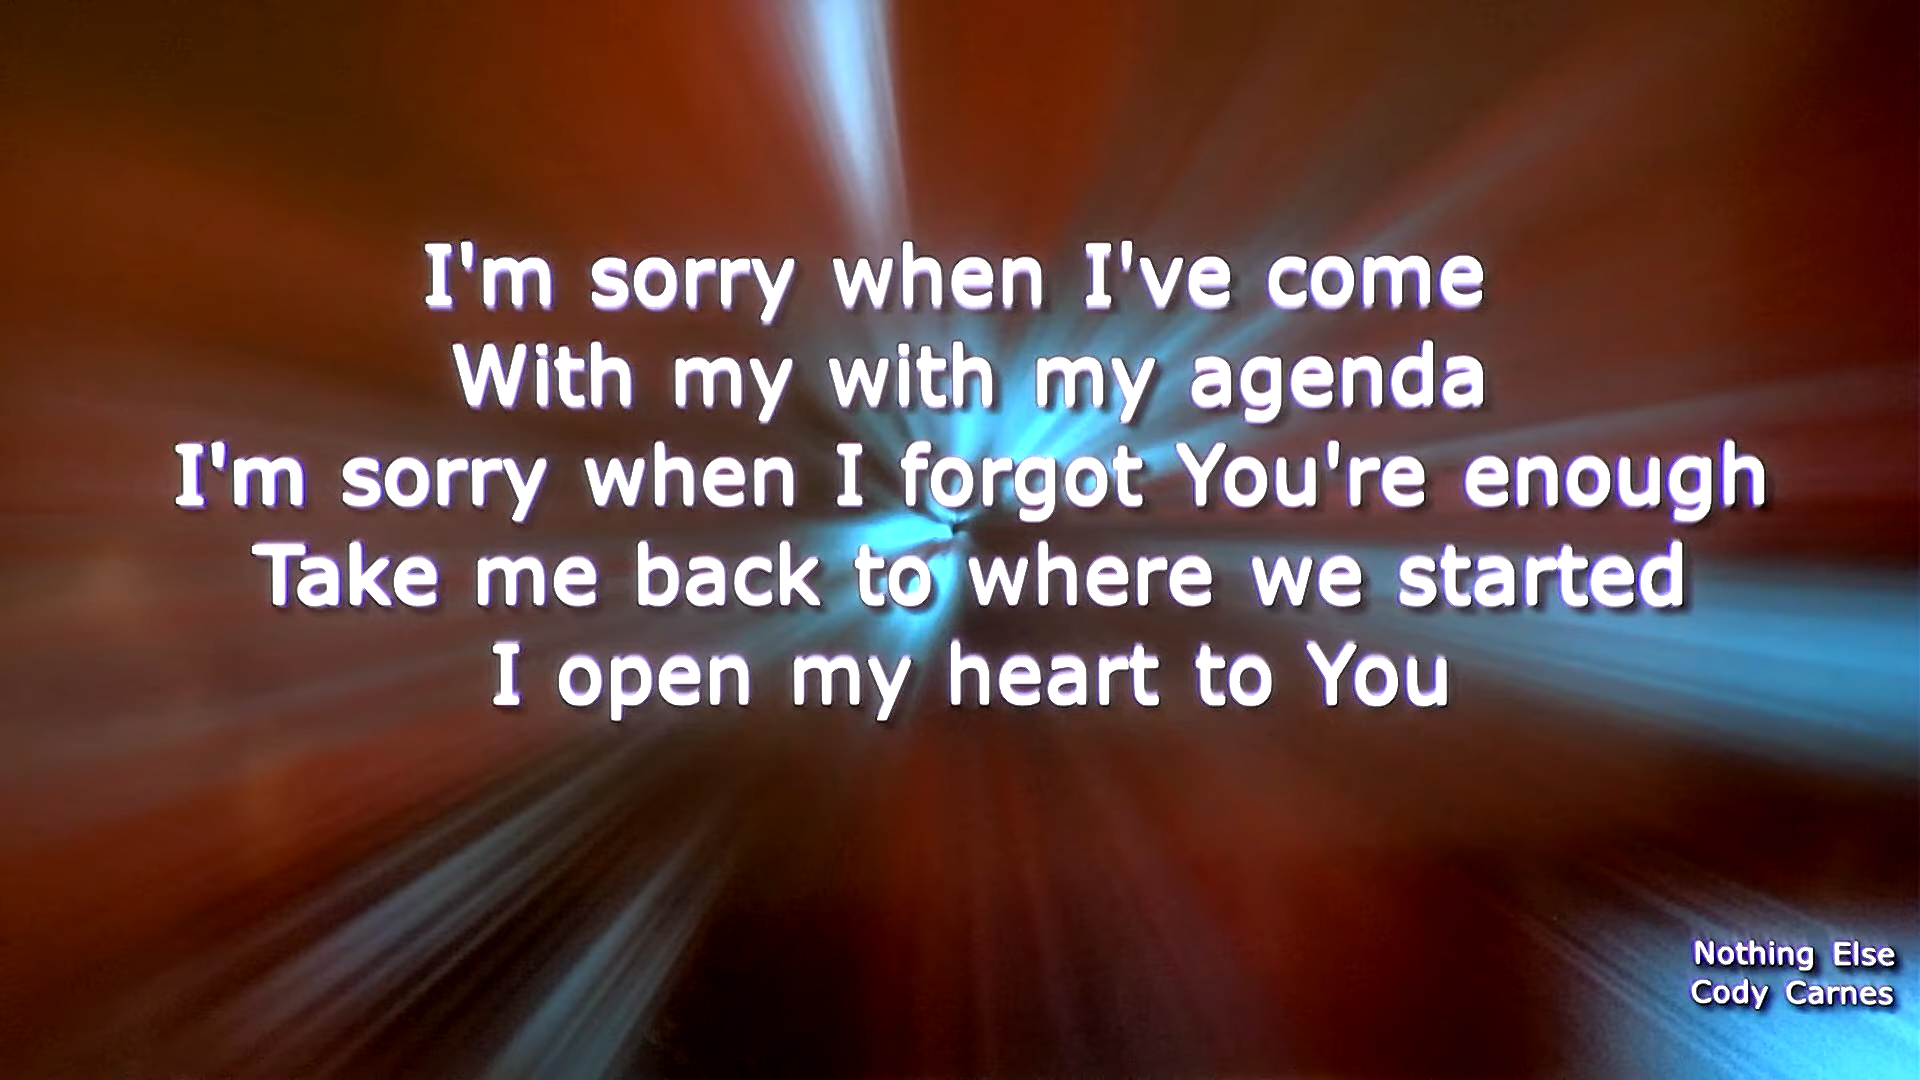 I'm sorry when I've come
With my with my agenda
I'm sorry when I forgot You're enough
Take me back to where we started
I open my heart to You
Nothing Else
Cody Carnes